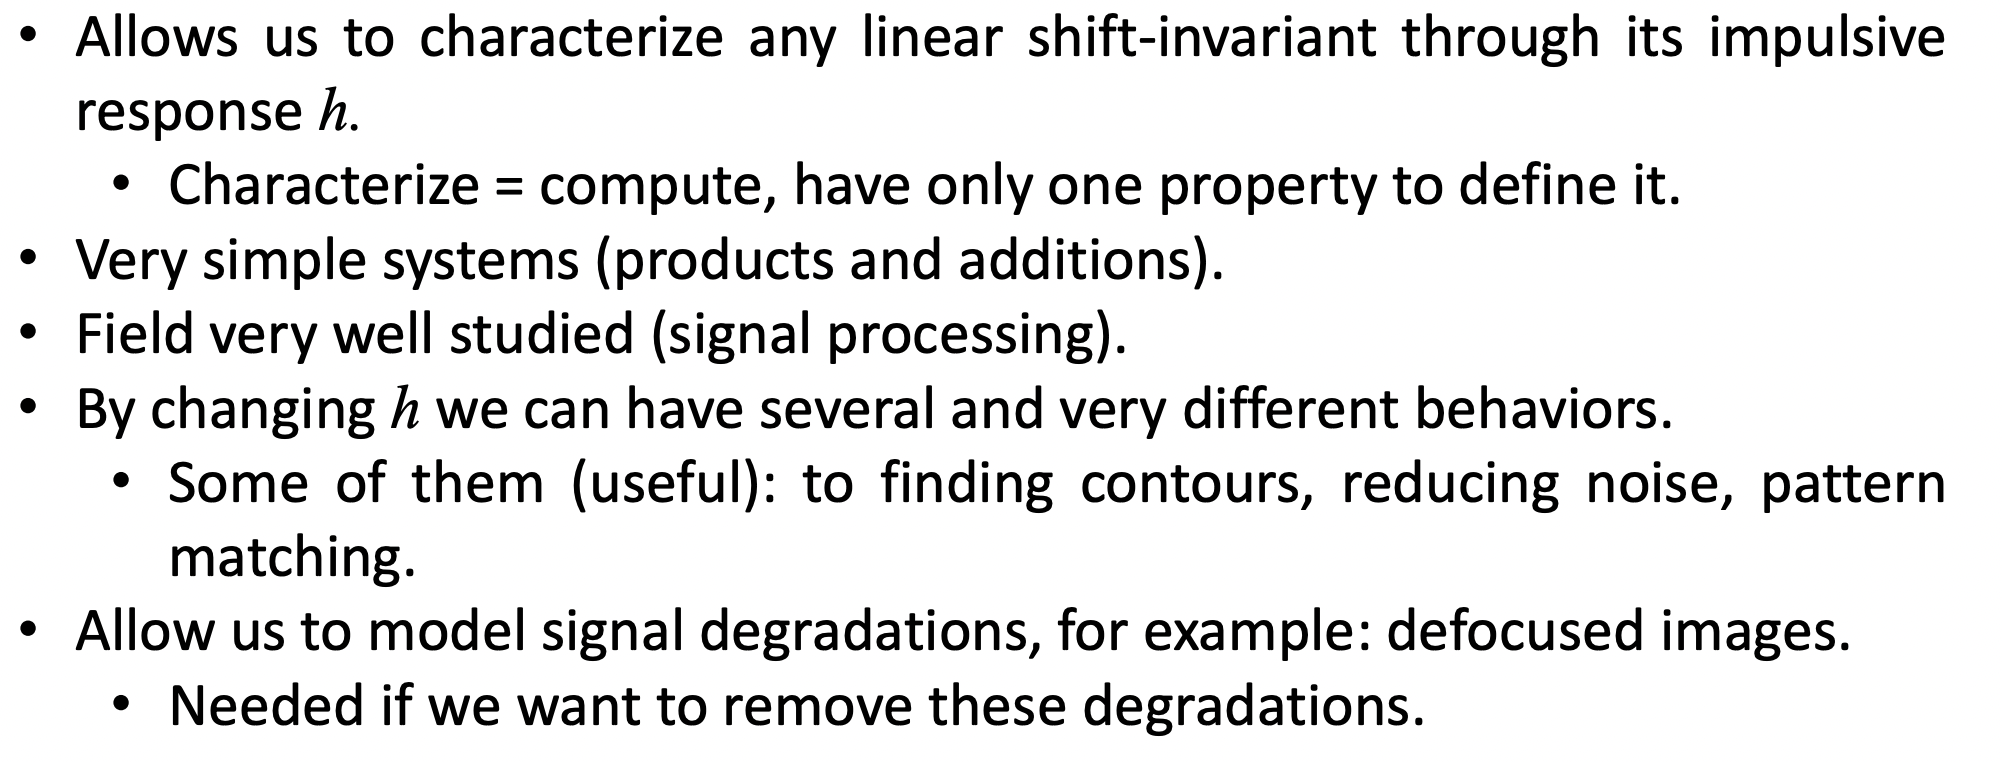 • Allows us to characterize any linear shift-invariant through its impulsive
response h.
• Characterize = compute, have only one property to define it.
• Very simple systems (products and additions).
• Field very well studied (signal processing).
• By changing h we can have several and very different behaviors.
• Some of them (useful): to finding contours, reducing noise, pattern
matching.
• Allow us to model signal degradations, for example: defocused images.
• Needed if we want to remove these degradations.